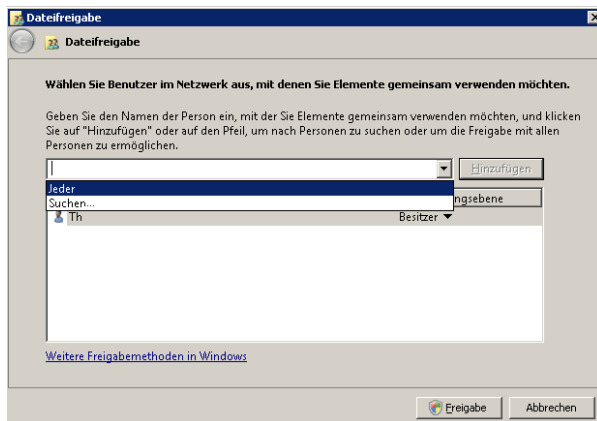 Dateifreigabe
Dateifreigabe
Wählen Sie Benutzer im Netzwerk aus, mit denen Sie Elemente gemeinsam verwenden möchten.
Geben Sie den Namen der Person ein, mit der Sie Elemente gemeinsam verwenden möchten, und klicken
Sie auf "Hinzufügen" oder auf den Pfeil, um nach Personen zu suchen oder um die Freigabe mit allen
Personen zu ermöglichen.
Hinzufügen
Jeder
Suchen...
ngsebene
Th Besitzer
Weitere Freigabemethoden in Windows
Freigabe Abbrechen